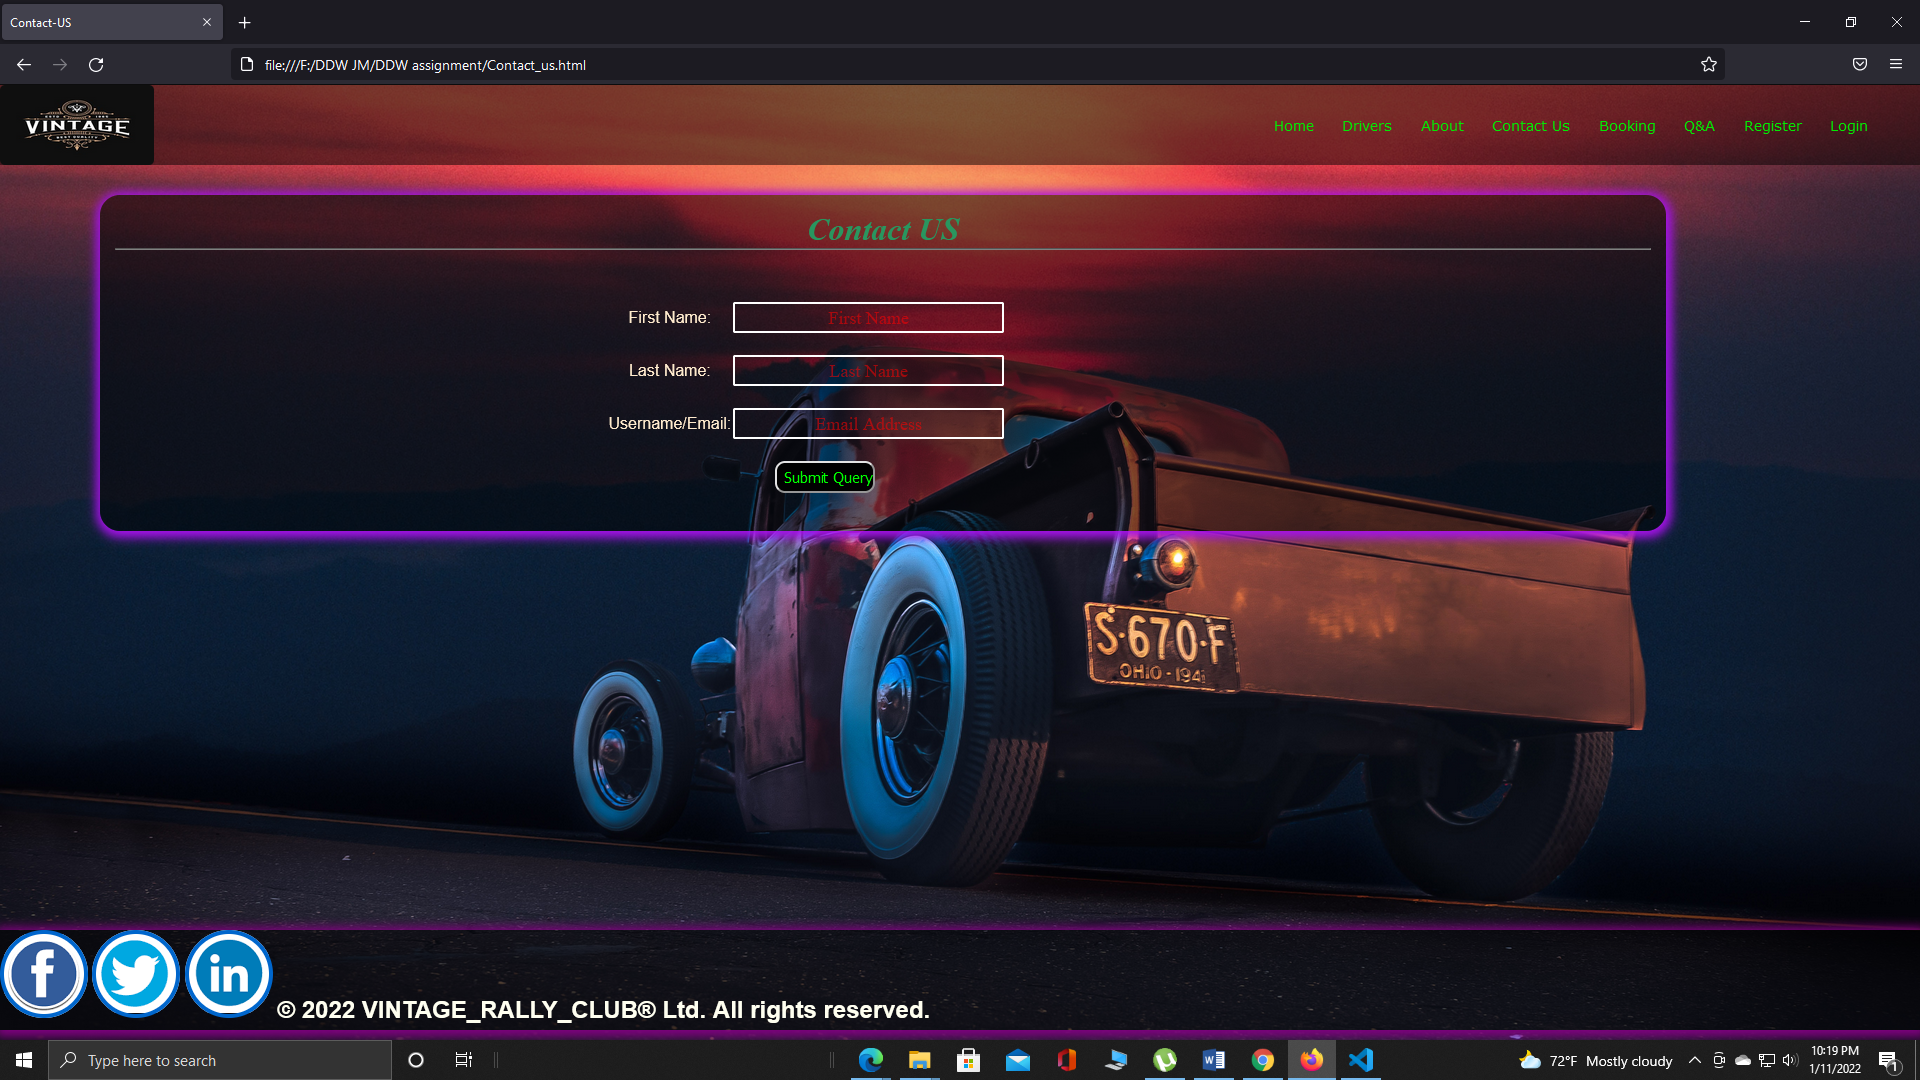 Contact-US
file:///F:/DDW JM/DDW assignment/Contact_us.html
VINTAGE
Home Drivers About Contact Us Booking Q&A Register Login
Contact US
First Name: First Name
Last Name: Last Name
Username/Email: Email Address
Submit Query
S·670·F
OHIO - 194
© 2022 VINTAGE_RALLY_CLUB® Ltd. All rights reserved.
Type here to search
72°F Mostly cloudy
10:19 PM
1/11/2022
1